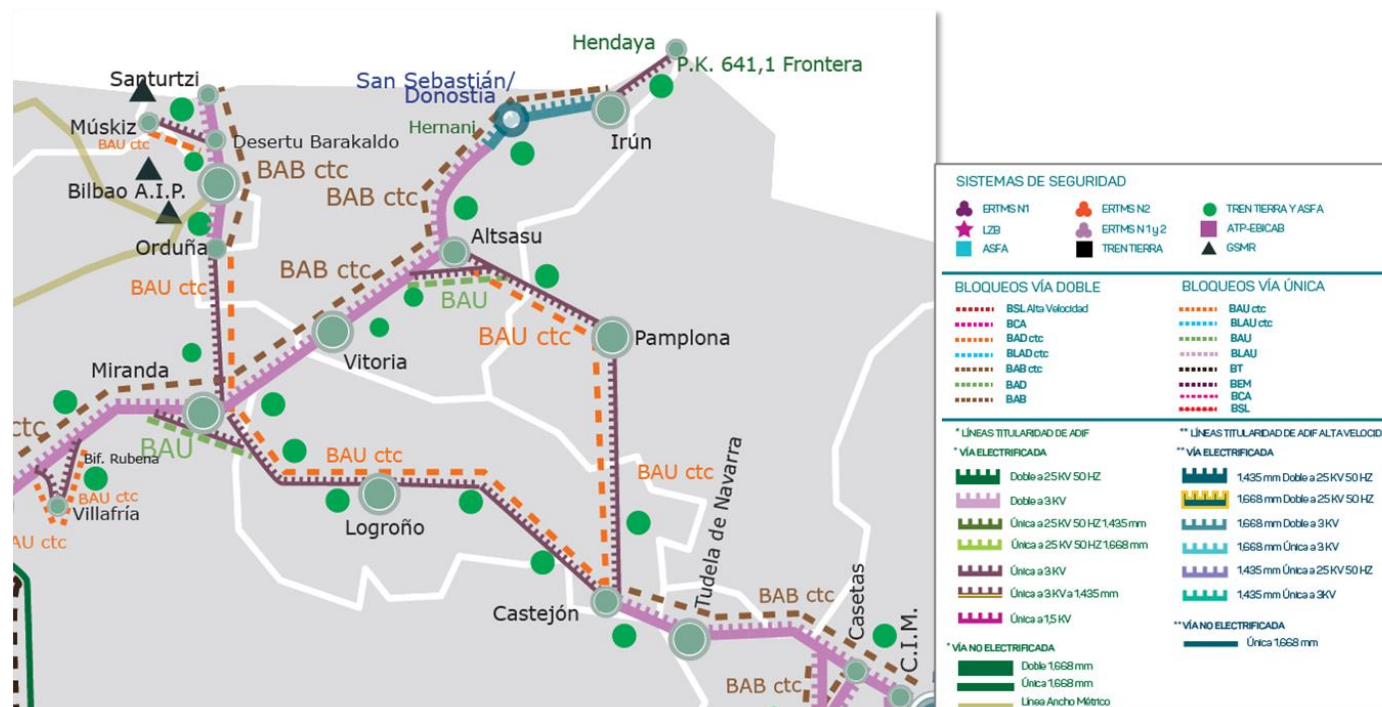 Hendaya
P.K. 641,1 Frontera
Santurtzi
San Sebastián/
Donostia
Múskiz
Hernani
Irún
BAU ctc
Desertu Barakaldo
BAB ctc
BAB ctc
Bilbao A.I.P.
Orduña
Altsasu
BAB ctc
BAU ctc
BAU
BAU ctc
Pamplona
Vitoria
Miranda
ctc
BAU
Bif. Rubena
BAU ctc
BAU ctc
BAU ctc
Villafría
Logroño
AU ctc
Tudela de Navarra
Castejón
BAB ctc
Casetas
C.I.M.
BAB ctc
SISTEMAS DE SEGURIDAD
ERTMS N1
ERTMS N2
TREN TIERRA Y ASFA
LZB
ERTMS N 1 y 2
ATP-EBICAB
ASFA
TREN TIERRA
GSMR
BLOQUEOS VÍA DOBLE
BSL Alta Velocidad
BCA
BAD ctc
BLAD ctc
BAB ctc
BAD
BAB
BLOQUEOS VÍA ÚNICA
BAU ctc
BLAU ctc
BAU
BLAU
BT
BEM
BCA
BSL
* LÍNEAS TITULARIDAD DE ADIF
* VÍA ELECTRIFICADA
Doble a 25 KV 50 HZ
Doble a 3 KV
Única a 25 KV 50 HZ 1,435 mm
Única a 25 KV 50 HZ 1,668 mm
Única a 3 KV
Única a 3 KV a 1,435 mm
Única a 1,5 KV
* VÍA NO ELECTRIFICADA
Doble 1,668 mm
Única 1,668 mm
Línea Ancho Métrico
** LÍNEAS TITULARIDAD DE ADIF ALTA VELOCID
** VÍA ELECTRIFICADA
1,435 mm Doble a 25 KV 50 HZ
1,668 mm Doble a 25 KV 50 HZ
1,668 mm Doble a 3 KV
1,668 mm Única a 3 KV
1,435 mm Única a 25 KV 50 HZ
1,435 mm Única a 3KV
** VÍA NO ELECTRIFICADA
Única 1,668 mm